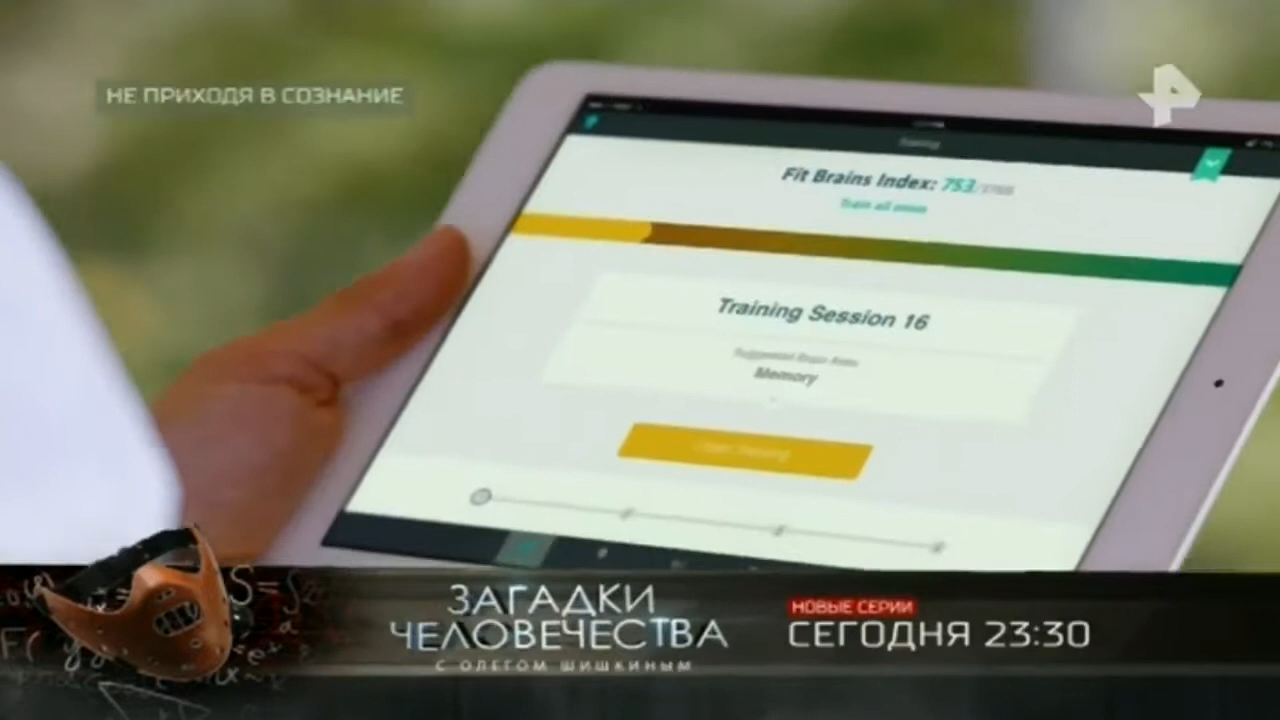 НЕ ПРИХОДЯ В СОЗНАНИЕ
Fit Brains Index: 753
Train all areas
Training Session 16
Memory
ЗАГАДКИ
ЧЕЛОВЕЧЕСТВА
С ОЛЕГОМ ШИШКИНЫМ
НОВЫЕ СЕРИИ
СЕГОДНЯ 23:30